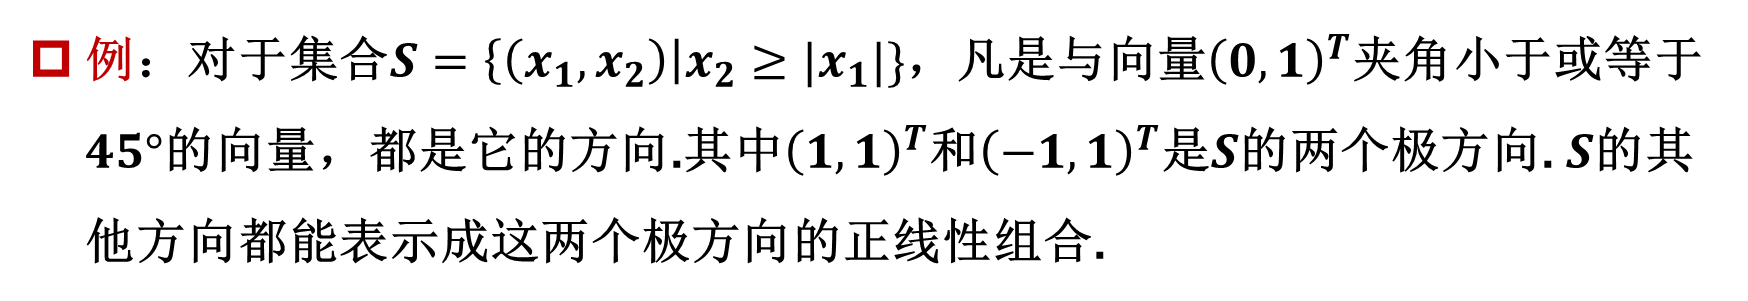 例：对于集合S = {(x₁, x₂)|x₂ ≥ |x₁|}，凡是与向量(0, 1)ᵀ夹角小于或等于
45°的向量，都是它的方向.其中(1, 1)ᵀ和(−1, 1)ᵀ是S的两个极方向. S的其
他方向都能表示成这两个极方向的正线性组合.